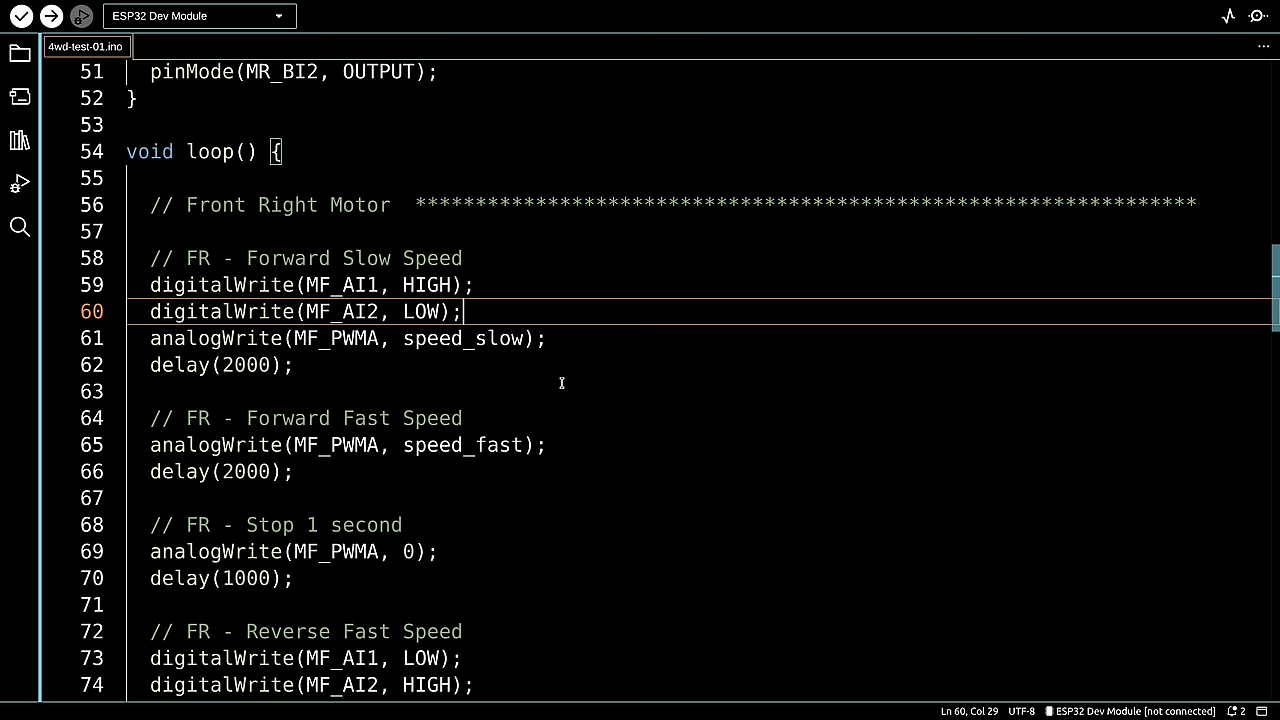 ESP32 Dev Module
4wd-test-01.ino
51 pinMode(MR_BI2, OUTPUT);
52 }
53
54 void loop() {
55
56 // Front Right Motor *****************************************************************
57
58 // FR - Forward Slow Speed
59 digitalWrite(MF_AI1, HIGH);
60 digitalWrite(MF_AI2, LOW);
61 analogWrite(MF_PWMA, speed_slow);
62 delay(2000);
63
64 // FR - Forward Fast Speed
65 analogWrite(MF_PWMA, speed_fast);
66 delay(2000);
67
68 // FR - Stop 1 second
69 analogWrite(MF_PWMA, 0);
70 delay(1000);
71
72 // FR - Reverse Fast Speed
73 digitalWrite(MF_AI1, LOW);
74 digitalWrite(MF_AI2, HIGH);
Ln 60, Col 29 UTF-8 ESP32 Dev Module [not connected] 2